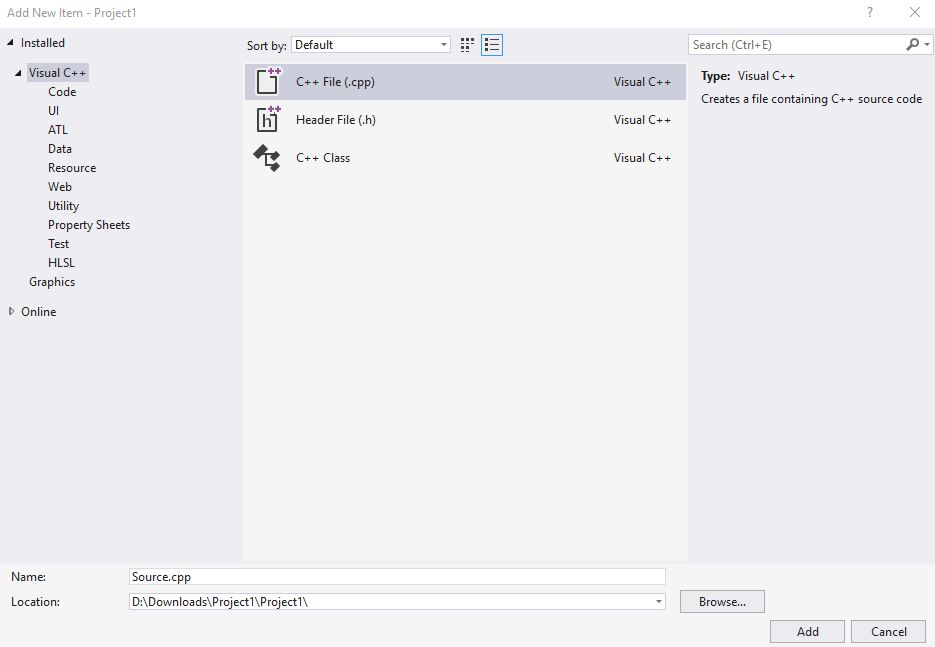 Add New Item - Project1
?
Installed
Visual C++
Code
UI
ATL
Data
Resource
Web
Utility
Property Sheets
Test
HLSL
Graphics
Online
Sort by: Default
C++ File (.cpp) Visual C++
Header File (.h) Visual C++
C++ Class Visual C++
Search (Ctrl+E)
Type: Visual C++
Creates a file containing C++ source code
Name: Source.cpp
Location: D:\Downloads\Project1\Project1\
Browse...
Add Cancel